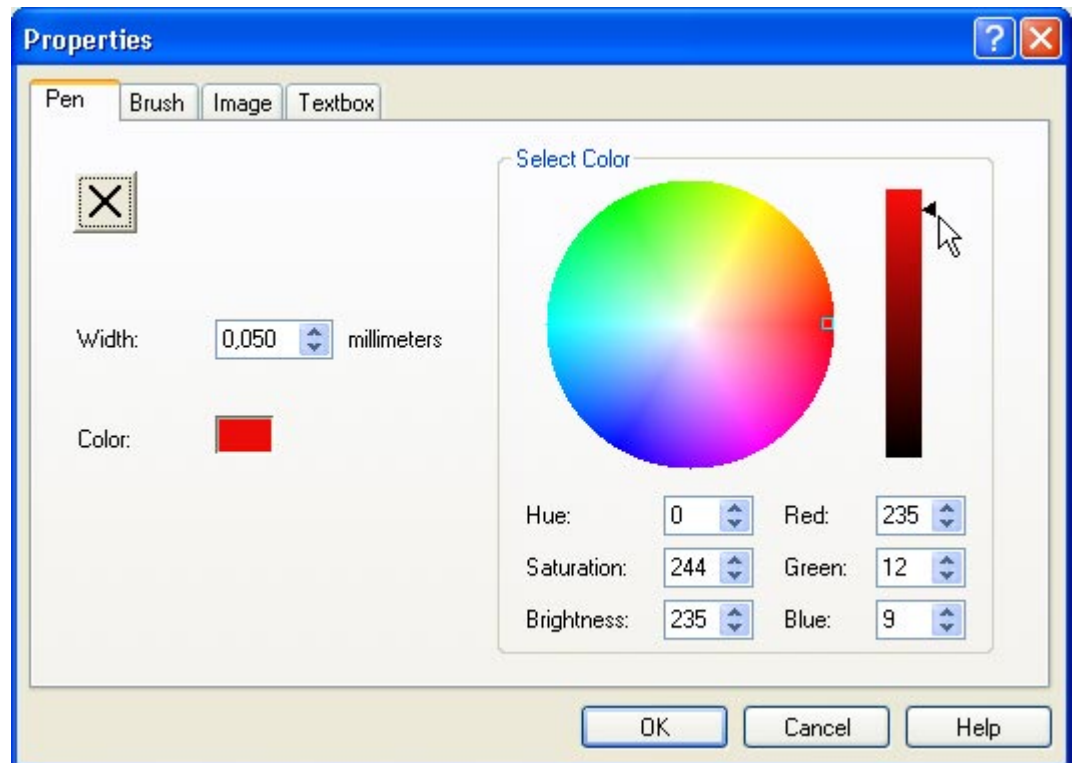 Properties
Pen Brush Image Textbox
Select Color
Width: 0,050 millimeters
Color:
Hue: 0 Red: 235
Saturation: 244 Green: 12
Brightness: 235 Blue: 9
OK Cancel Help